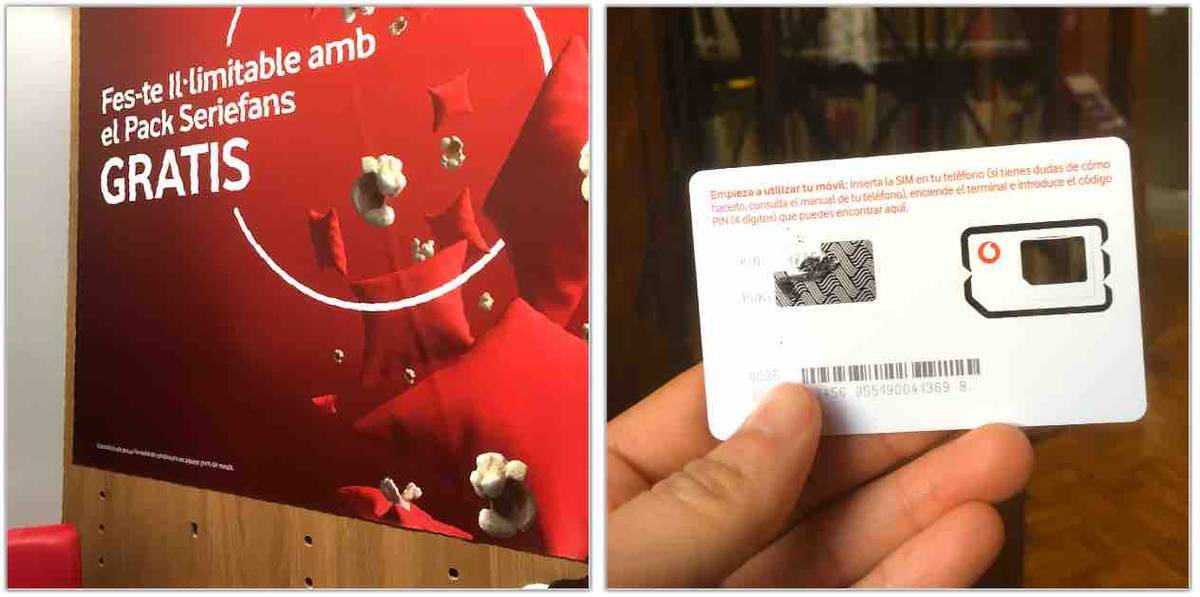 Fes-te Il·limitable amb
el Pack Seriefans
GRATIS
Empieza a utilizar tu móvil: Inserta la SIM en tu teléfono (si tienes dudas de cómo
hacerlo, consulta el manual de tu teléfono), enciende el terminal e introduce el código
PIN (4 dígitos) que puedes encontrar aquí.
PIN:
PUK:
8036
3456 955190041369 8